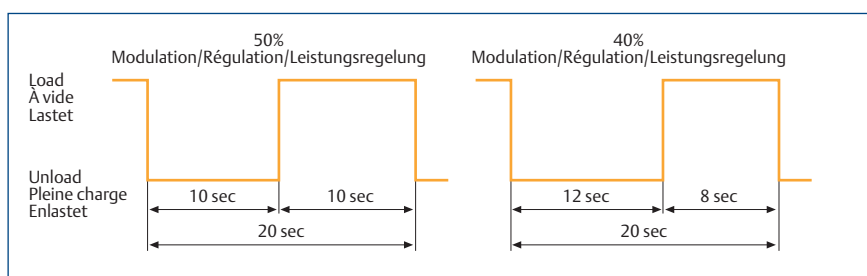 50%
Modulation/Régulation/Leistungsregelung
40%
Modulation/Régulation/Leistungsregelung
Load
À vide
Lastet
Unload
Pleine charge
Enlastet
10 sec
10 sec
20 sec
12 sec
8 sec
20 sec